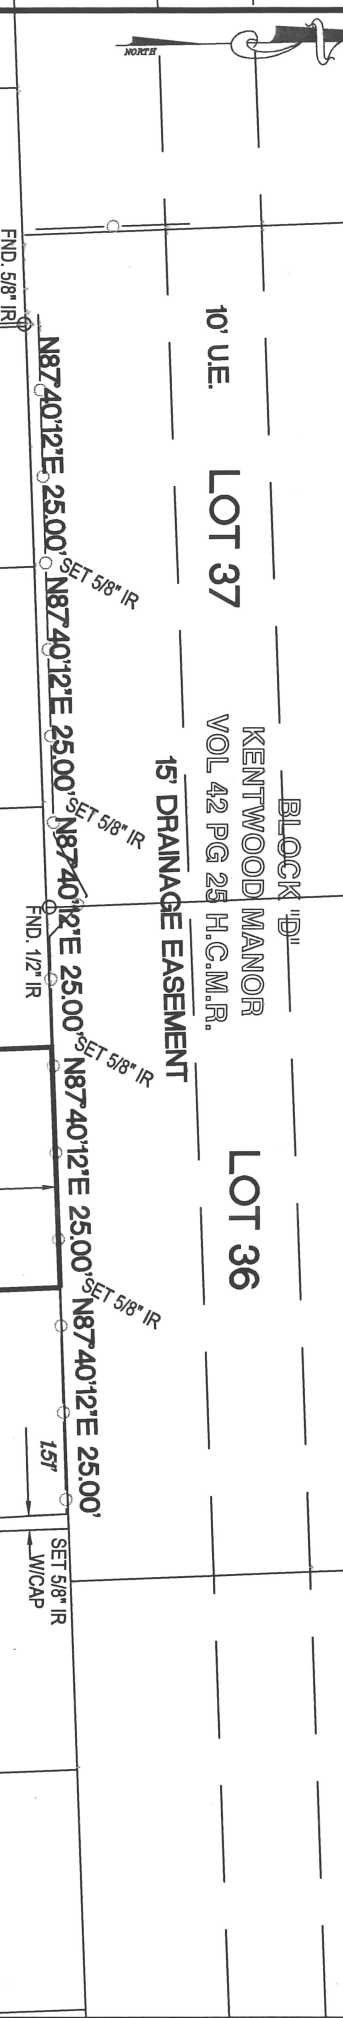 NORTH
BLOCK "D"
KENTWOOD MANOR
VOL 42 PG 25 H.C.M.R.
10' U.E.
LOT 37
LOT 36
15' DRAINAGE EASEMENT
FND. 5/8" IR
N87°40'12"E 25.00'
SET 5/8" IR
N87°40'12"E 25.00'
SET 5/8" IR
N87°40'12"E 25.00'
FND. 1/2" IR
SET 5/8" IR
N87°40'12"E 25.00'
SET 5/8" IR
N87°40'12"E 25.00'
1.51'
SET 5/8" IR
W/CAP